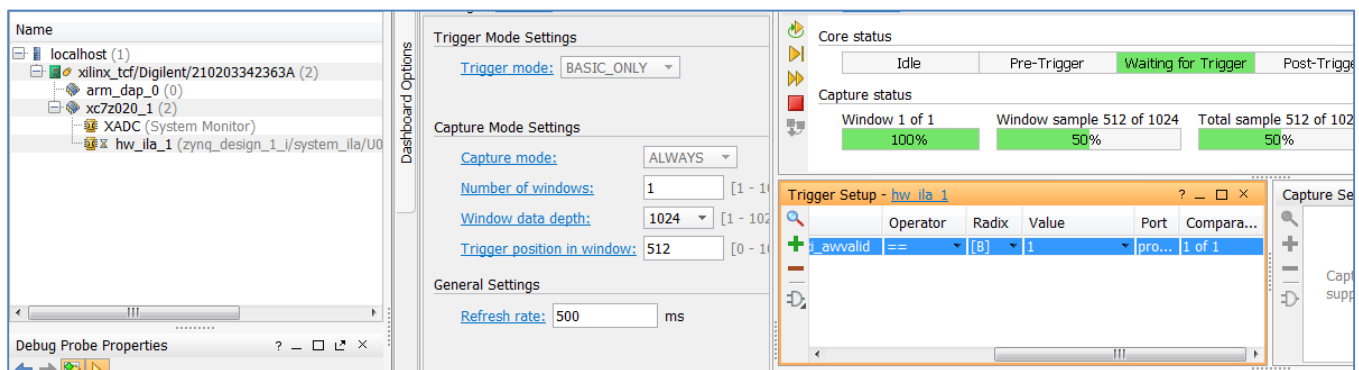 Name
localhost (1)
xilinx_tcf/Digilent/210203342363A (2)
arm_dap_0 (0)
xc7z020_1 (2)
XADC (System Monitor)
hw_ila_1 (zynq_design_1_i/system_ila/U0
Debug Probe Properties ? _ □ ×
Dashboard Options
Trigger Mode Settings
Trigger mode: BASIC_ONLY
Capture Mode Settings
Capture mode: ALWAYS
Number of windows: 1 [1 - 10
Window data depth: 1024 [1 - 102
Trigger position in window: 512 [0 - 10
General Settings
Refresh rate: 500 ms
Core status
Idle Pre-Trigger Waiting for Trigger Post-Trigge
Capture status
Window 1 of 1 Window sample 512 of 1024 Total sample 512 of 102
100% 50% 50%
Trigger Setup - hw_ila_1 ? _ □ ×
Operator Radix Value Port Compara...
i_awvalid == [B] 1 pro... 1 of 1
Capture Se
Capt
supp